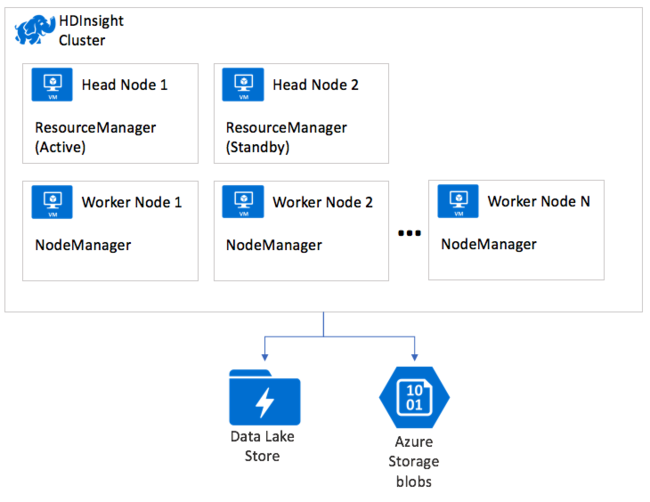 HDInsight
Cluster
VM
Head Node 1
ResourceManager
(Active)
VM
Head Node 2
ResourceManager
(Standby)
VM
Worker Node 1
NodeManager
VM
Worker Node 2
NodeManager
...
VM
Worker Node N
NodeManager
Data Lake
Store
10
01
Azure
Storage
blobs